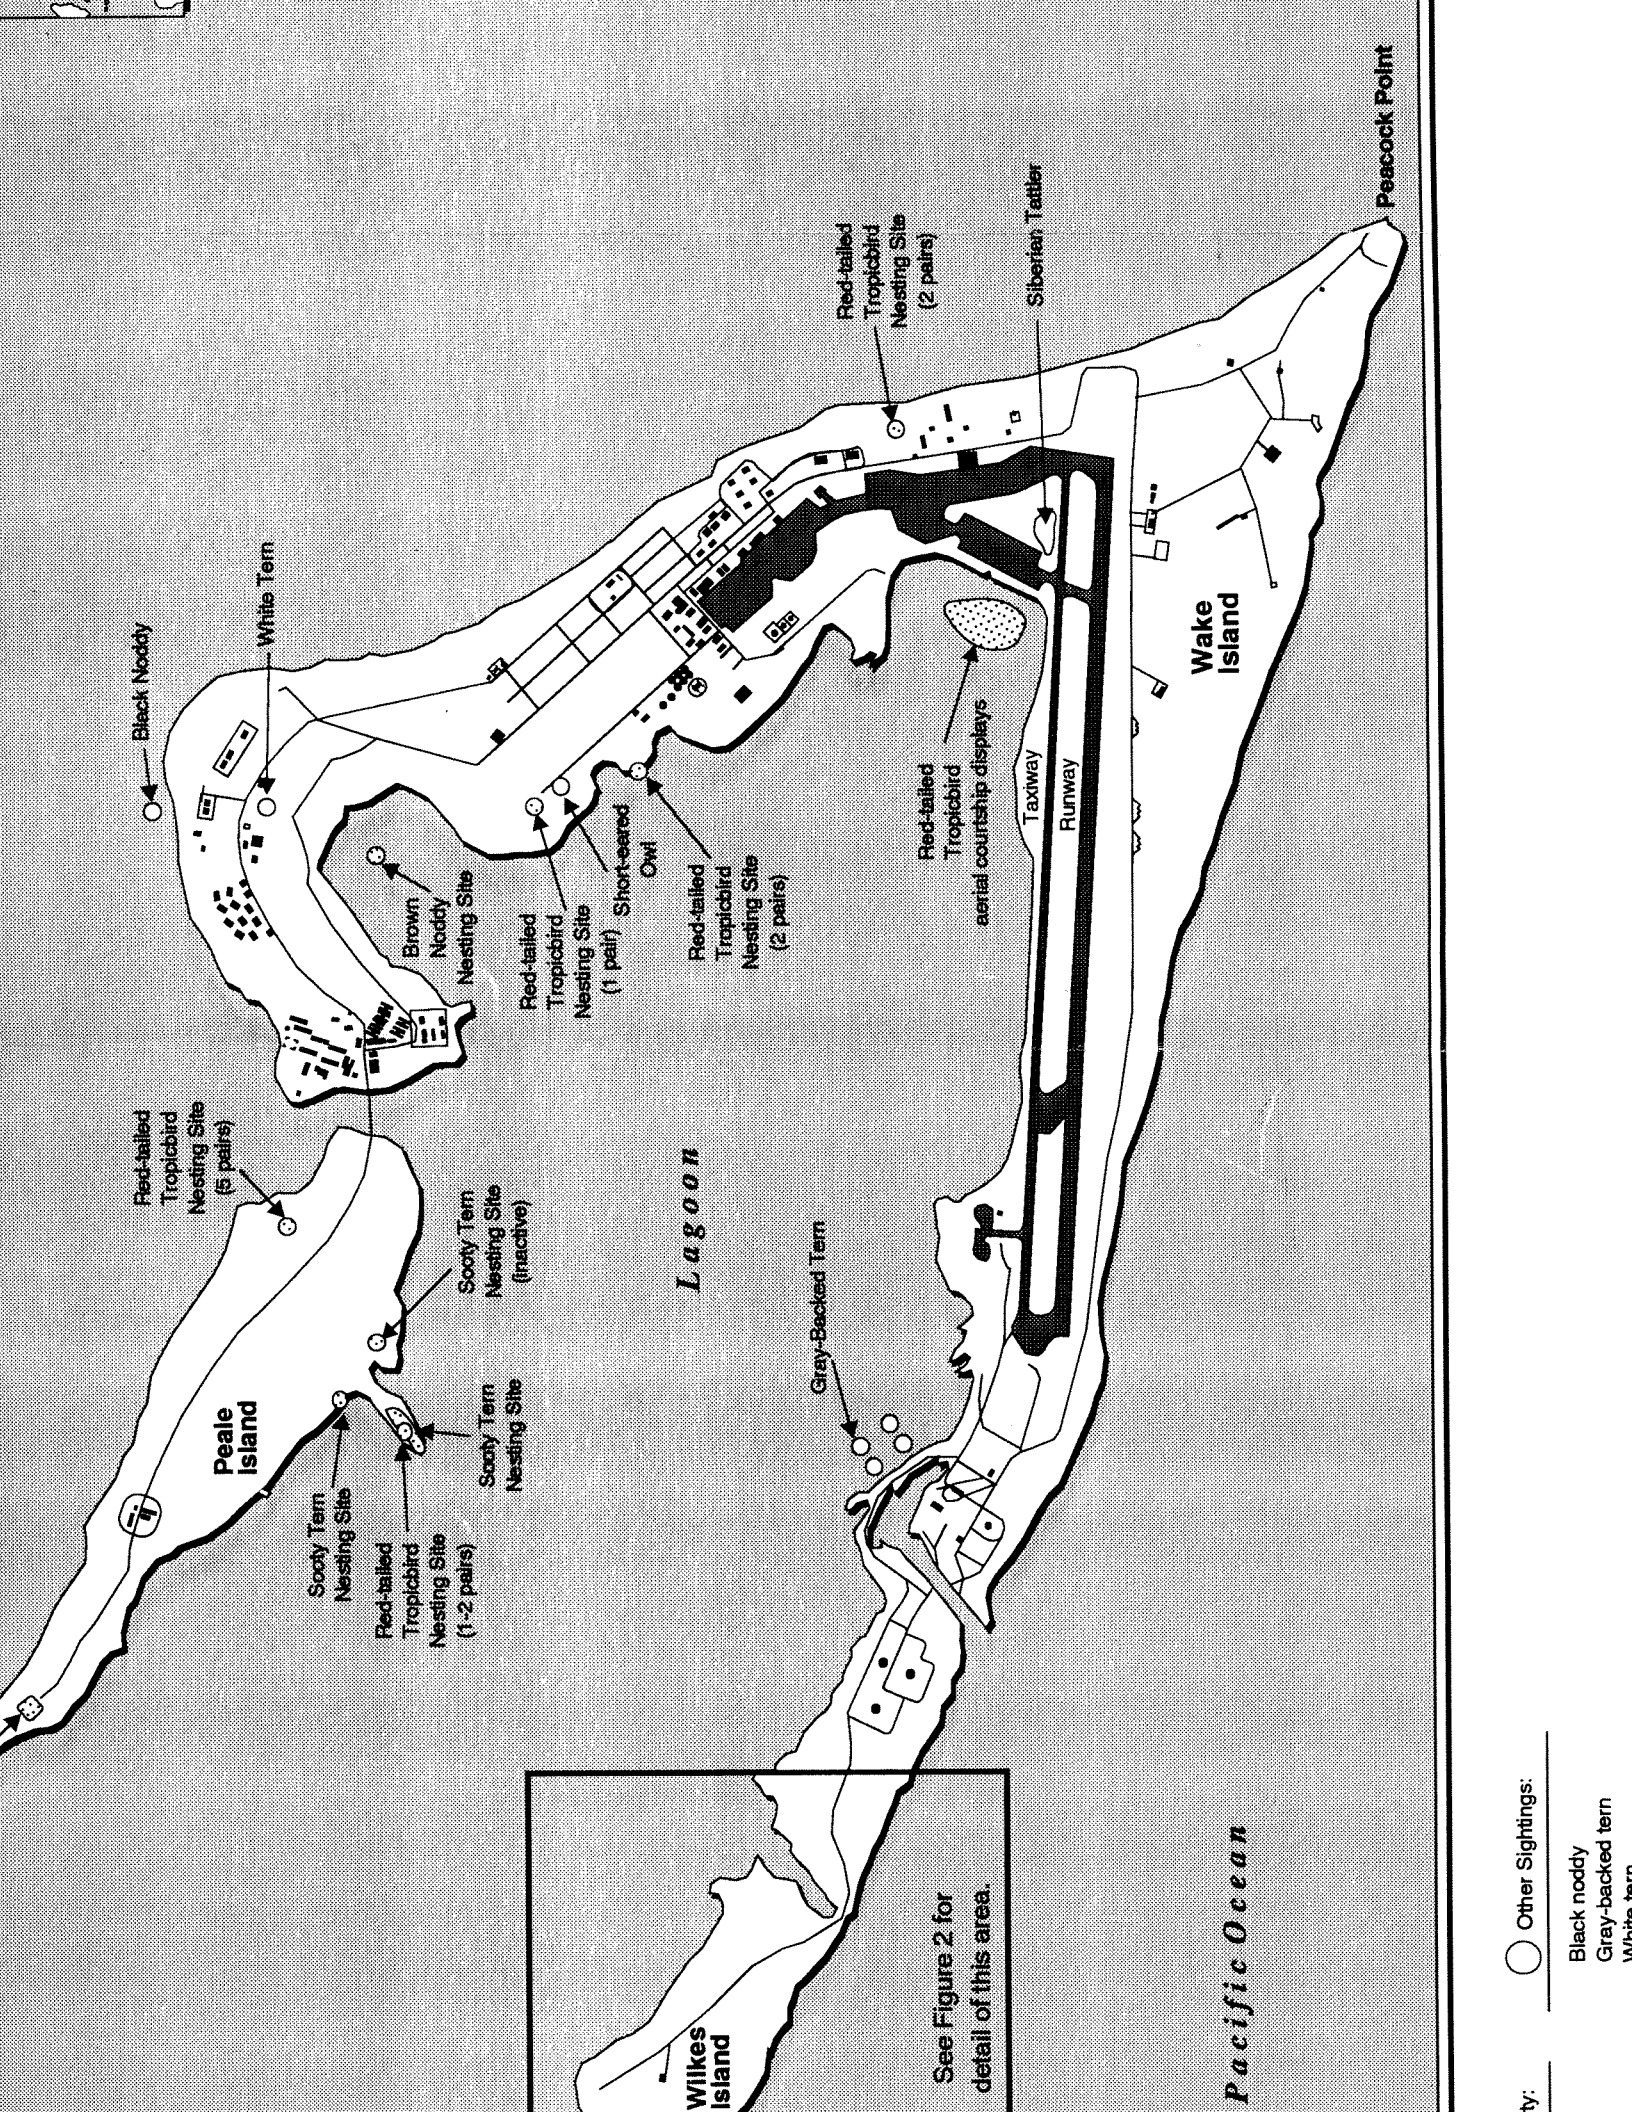 Peacock Point
Siberian Tattler
Red-tailed
Tropicbird
Nesting Site
(2 pairs)
White Tern
Black Noddy
Wake
Island
Taxiway
Runway
Red-tailed
Tropicbird
aerial courtship displays
Short-eared
Owl
Red-tailed
Tropicbird
Nesting Site
(2 pairs)
Brown
Noddy
Nesting Site
Red-tailed
Tropicbird
Nesting Site
(1 pair)
Red-tailed
Tropicbird
Nesting Site
(5 pairs)
Lagoon
Sooty Tern
Nesting Site
(inactive)
Gray-Backed Tern
Peale
Island
Sooty Tern
Nesting Site
Sooty Tern
Nesting Site
Red-tailed
Tropicbird
Nesting Site
(1-2 pairs)
See Figure 2 for
detail of this area.
Wilkes
Island
Pacific Ocean
Other Sightings:
Black noddy
Gray-backed tern
White tern
ty: